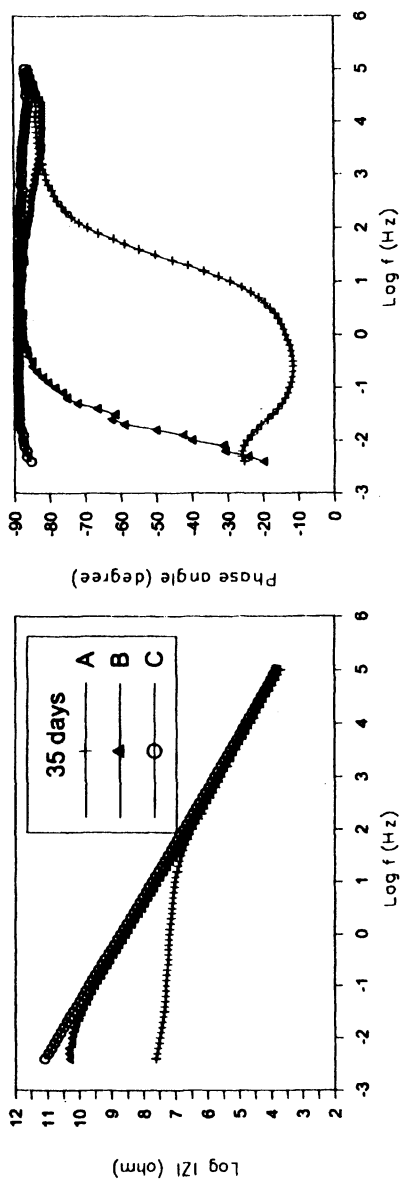 12
11
10
9
8
7
6
5
4
3
2
Log |Z| (ohm)
35 days
A
B
C
-3 -2 -1 0 1 2 3 4 5 6
Log f (Hz)
-90
-80
-70
-60
-50
-40
-30
-20
-10
0
Phase angle (degree)
-3 -2 -1 0 1 2 3 4 5 6
Log f (Hz)